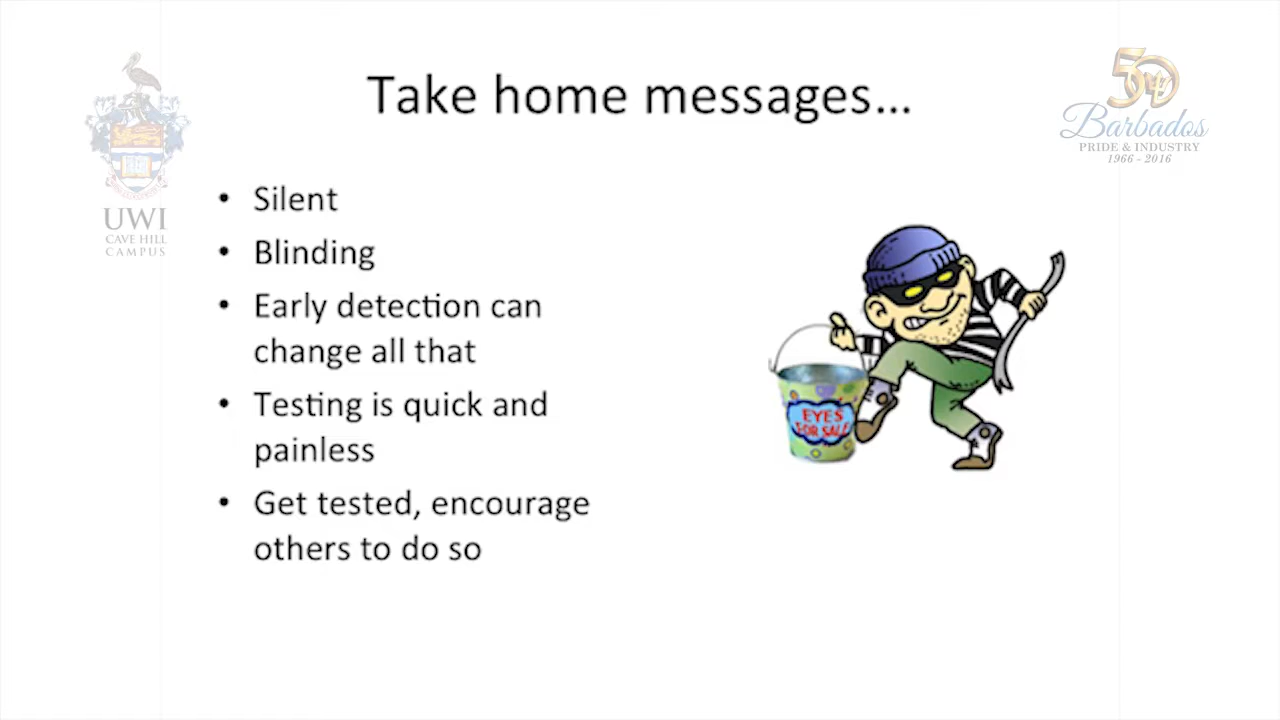 Take home messages…
UWI
CAVE HILL
CAMPUS
50
Barbados
PRIDE & INDUSTRY
1966 - 2016
• Silent
• Blinding
• Early detection can
change all that
• Testing is quick and
painless
• Get tested, encourage
others to do so
EYES
FOR SALE